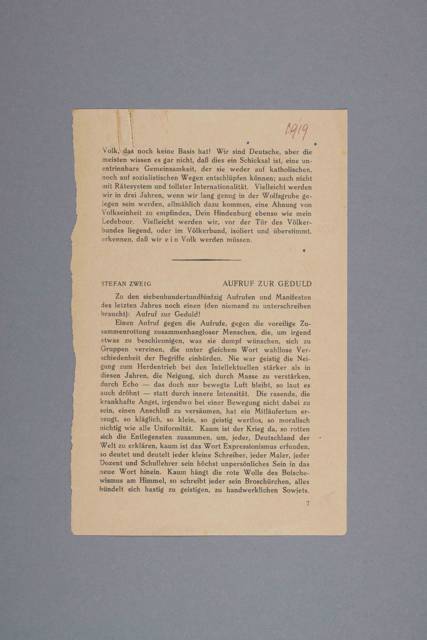 1919
Volk, das noch keine Basis hat! Wir sind Deutsche, aber die
meisten wissen es gar nicht, daß dies ein Schicksal ist, eine un-
entrinnbare Gemeinsamkeit, der sie weder auf katholischen,
noch auf sozialistischen Wegen entschlüpfen können; auch nicht
mit Rätesystem und tollster Internationalität. Vielleicht werden
wir in drei Jahren, wenn wir lang genug in der Wolfsgrube ge-
legen sein werden, allmählich dazu kommen, eine Ahnung von
Volkseinheit zu empfinden, Dein Hindenburg ebenso wie mein
Ledebour. Vielleicht werden wir, vor der Tür des Völker-
bundes liegend, oder im Völkerbund, isoliert und überstimmt,
erkennen, daß wir ein Volk werden müssen.
STEFAN ZWEIG AUFRUF ZUR GEDULD
Zu den siebenhundertundfünfzig Aufrufen und Manifesten
des letzten Jahres noch einen (den niemand zu unterschreiben
braucht): Aufruf zur Geduld!
Einen Aufruf gegen die Aufrufe, gegen die voreilige Zu-
sammenrottung zusammenhangloser Menschen, die, um irgend
etwas zu beschleunigen, was sie dumpf wünschen, sich zu
Gruppen vereinen, die unter gleichem Wort wahllose Ver-
schiedenheit der Begriffe einbürden. Nie war geistig die Nei-
gung zum Herdentrieb bei den Intellektuellen stärker als in
diesen Jahren, die Neigung, sich durch Masse zu verstärken,
durch Echo — das doch nur bewegte Luft bleibt, so laut es
auch dröhnt — statt durch innere Intensität. Die rasende, die
krankhafte Angst, irgendwo bei einer Bewegung nicht dabei zu
sein, einen Anschluß zu versäumen, hat ein Mitläufertum er-
zeugt, so kläglich, so klein, so geistig wertlos, so moralisch
nichtig wie alle Uniformität. Kaum ist der Krieg da, so rotten
sich die Entlegensten zusammen, um, jeder, Deutschland der
Welt zu erklären, kaum ist das Wort Expressionismus erfunden,
so deutet und deutelt jeder kleine Schreiber, jeder Maler, jeder
Dozent und Schullehrer sein höchst unpersönliches Sein in das
neue Wort hinein. Kaum hängt die rote Wolke des Bolsche-
wismus am Himmel, so schreibt jeder sein Broschürchen, alles
bündelt sich hastig zu geistigen, zu handwerklichen Sowjets.
7